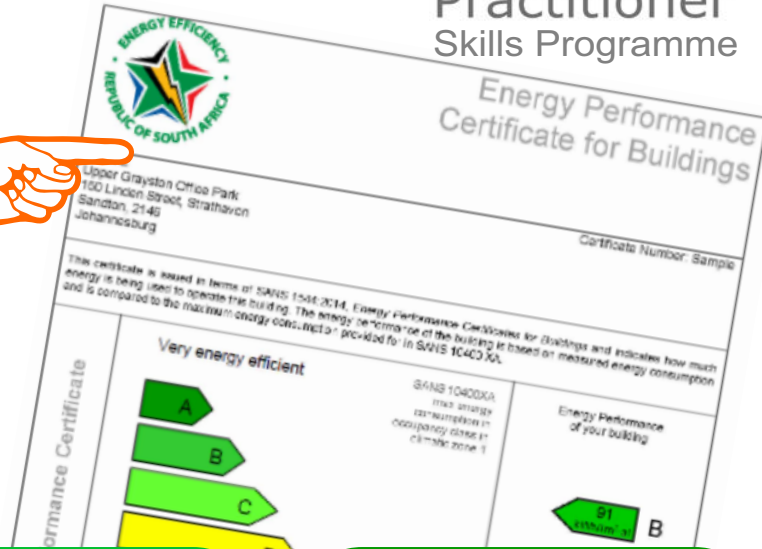 Practitioner
Skills Programme
ENERGY EFFICIENCY
REPUBLIC OF SOUTH AFRICA
Energy Performance
Certificate for Buildings
Upper Grayston Office Park
150 Linden Street, Strathavon
Sandton, 2146
Johannesburg
Certificate Number: Sample
This certificate is issued in terms of SANS 1544:2014, Energy Performance Certificates for Buildings and indicates how much
energy is being used to operate this building. The energy performance of the building is based on measured energy consumption
and is compared to the maximum energy consumption provided for in SANS 10400 XA.
Very energy efficient
SANS 10400XA
max energy
consumption in
occupancy class in
climatic zone 1
Energy Performance
of your building
A
B
C
91
kWh/m² a
B
ormance Certificate